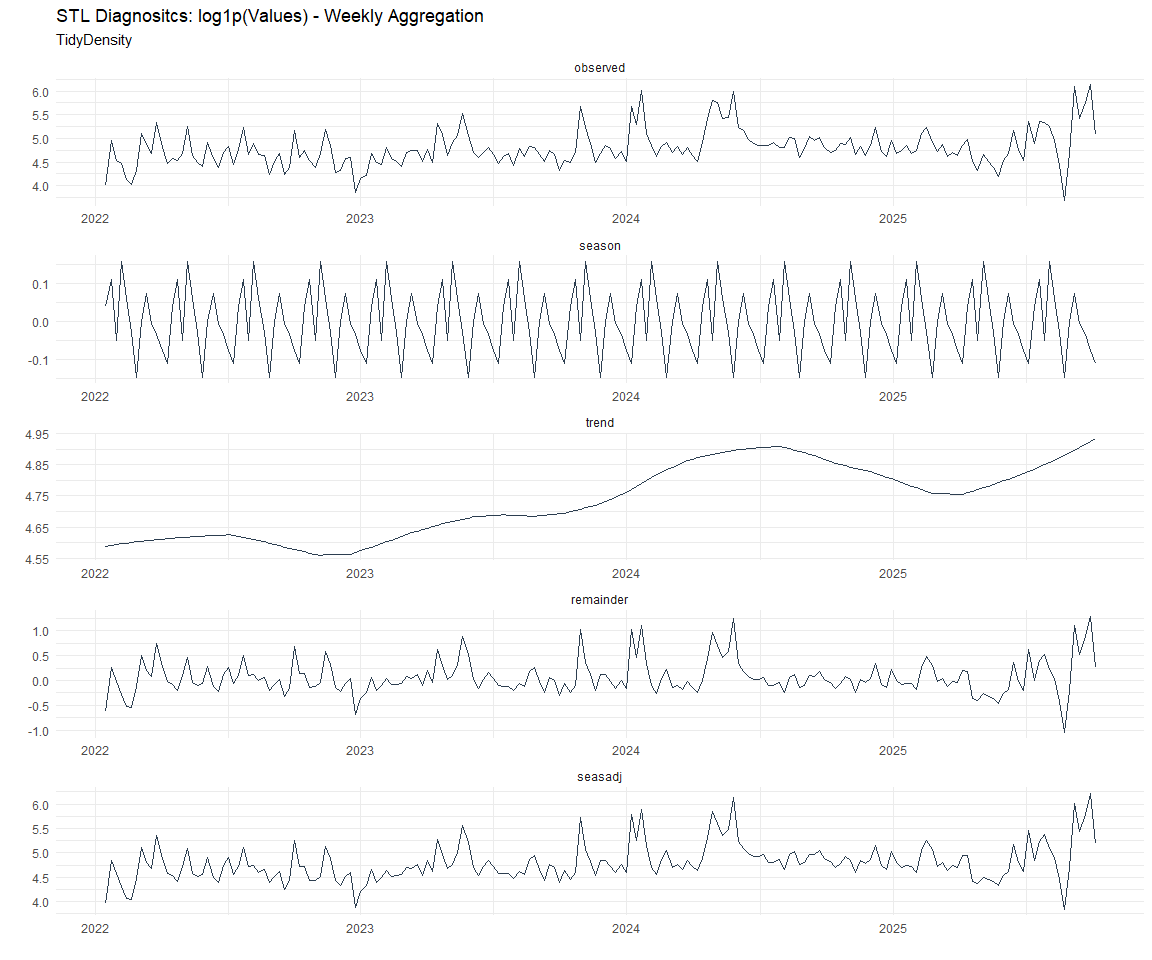 STL Diagnositcs: log1p(Values) - Weekly Aggregation
TidyDensity
observed
6.0
5.5
5.0
4.5
4.0
2022 2023 2024 2025
season
0.1
0.0
-0.1
2022 2023 2024 2025
trend
4.95
4.85
4.75
4.65
4.55
2022 2023 2024 2025
remainder
1.0
0.5
0.0
-0.5
-1.0
2022 2023 2024 2025
seasadj
6.0
5.5
5.0
4.5
4.0
2022 2023 2024 2025